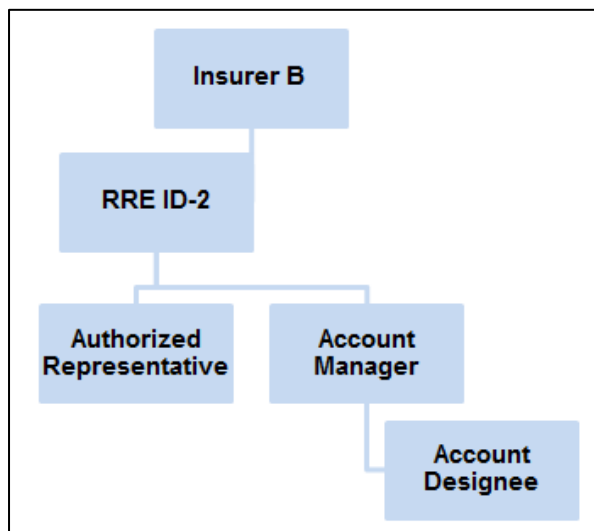 Insurer B
RRE ID-2
Authorized
Representative
Account
Manager
Account
Designee